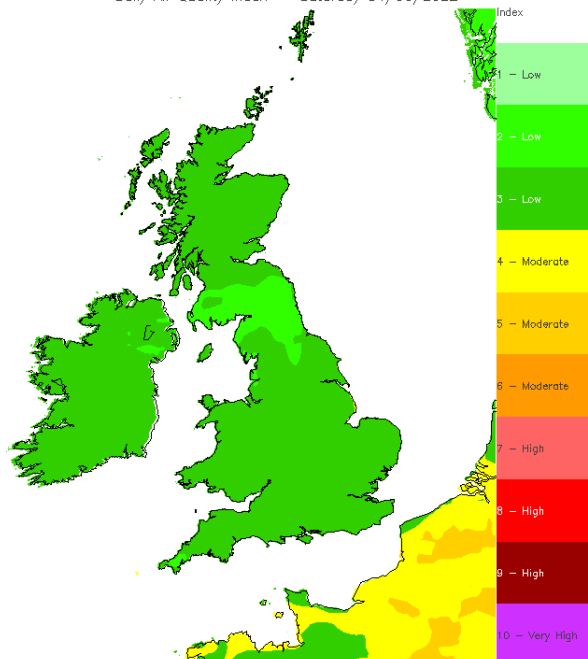 Index
1 - Low
2 - Low
3 - Low
4 - Moderate
5 - Moderate
6 - Moderate
7 - High
8 - High
9 - High
10 - Very High